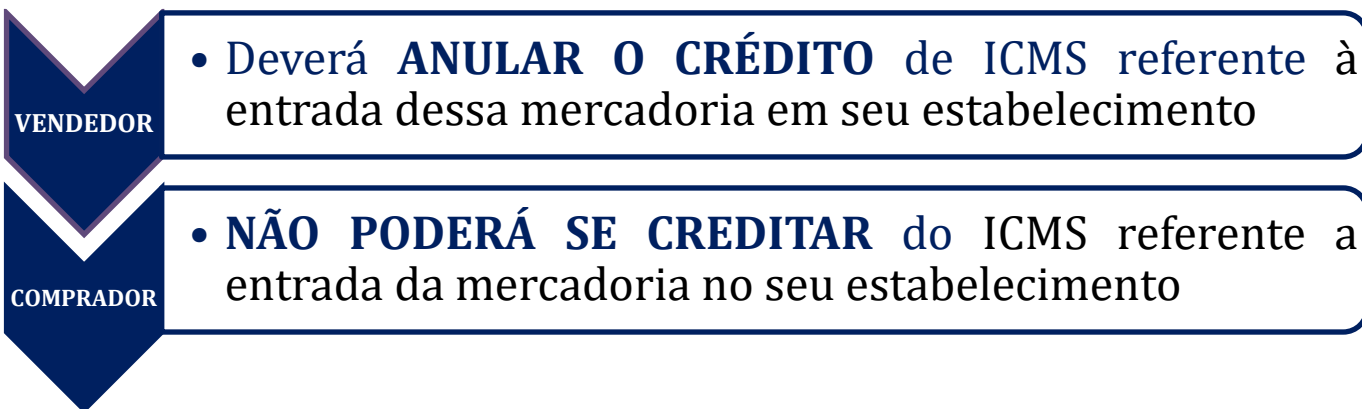 VENDEDOR
• Deverá ANULAR O CRÉDITO de ICMS referente à
entrada dessa mercadoria em seu estabelecimento
COMPRADOR
• NÃO PODERÁ SE CREDITAR do ICMS referente a
entrada da mercadoria no seu estabelecimento